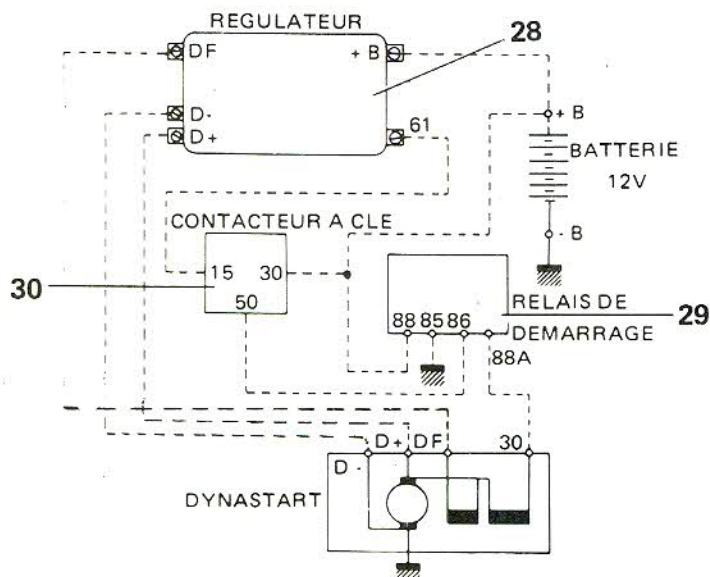 REGULATEUR
28
DF
+ B
D-
D+
61
+ B
BATTERIE
12V
- B
CONTACTEUR A CLE
15
30
50
30
RELAIS DE
DEMARRAGE
29
88
85
86
88A
D -
D+
DF
30
DYNASTART